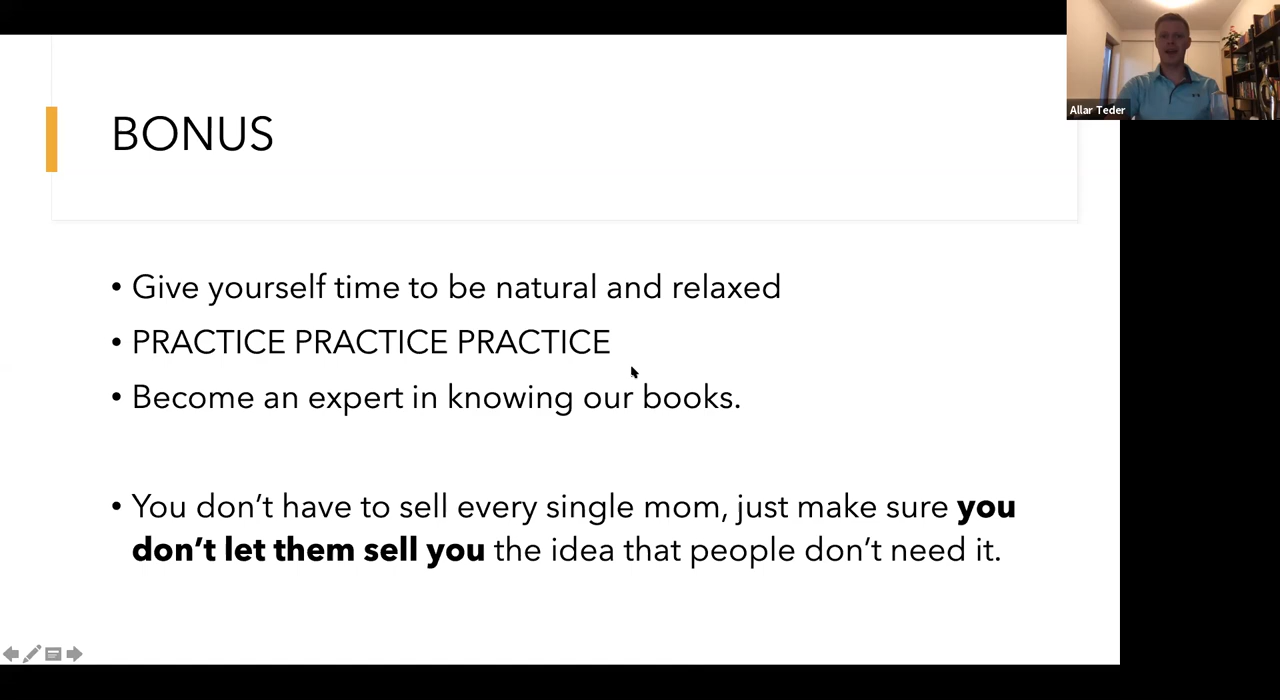 BONUS
Allar Teder
• Give yourself time to be natural and relaxed
• PRACTICE PRACTICE PRACTICE
• Become an expert in knowing our books.
• You don’t have to sell every single mom, just make sure you
don’t let them sell you the idea that people don’t need it.